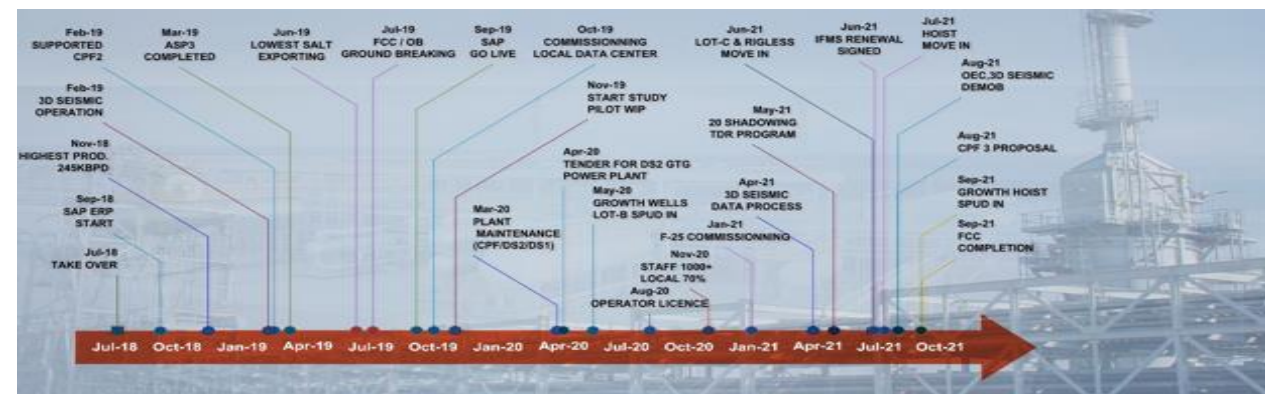 Feb-19
SUPPORTED
CPF2
Mar-19
ASP3
COMPLETED
Jun-19
LOWEST SALT
EXPORTING
Jul-19
FCC / OB
GROUND BREAKING
Sep-19
SAP
GO LIVE
Oct-19
COMMISSIONNING
LOCAL DATA CENTER
Jun-21
LOT-C & RIGLESS
MOVE IN
Jun-21
IFMS RENEWAL
SIGNED
Jul-21
HOIST
MOVE IN
Feb-19
3D SEISMIC
OPERATION
Nov-19
START STUDY
PILOT WIP
Aug-21
OEC,3D SEISMIC
DEMOB
Nov-18
HIGHEST PROD.
245KBPD
May-21
20 SHADOWING
TDR PROGRAM
Apr-20
TENDER FOR DS2 GTG
POWER PLANT
Aug-21
CPF 3 PROPOSAL
Sep-18
SAP ERP
START
May-20
GROWTH WELLS
LOT-B SPUD IN
Apr-21
3D SEISMIC
DATA PROCESS
Sep-21
GROWTH HOIST
SPUD IN
Mar-20
PLANT
MAINTENANCE
(CPF/DS2/DS1)
Jan-21
F-25 COMMISSIONNING
Sep-21
FCC
COMPLETION
Jul-18
TAKE OVER
Nov-20
STAFF 1000+
LOCAL 70%
Aug-20
OPERATOR LICENCE
Jul-18 Oct-18 Jan-19 Apr-19 Jul-19 Oct-19 Jan-20 Apr-20 Jul-20 Oct-20 Jan-21 Apr-21 Jul-21 Oct-21